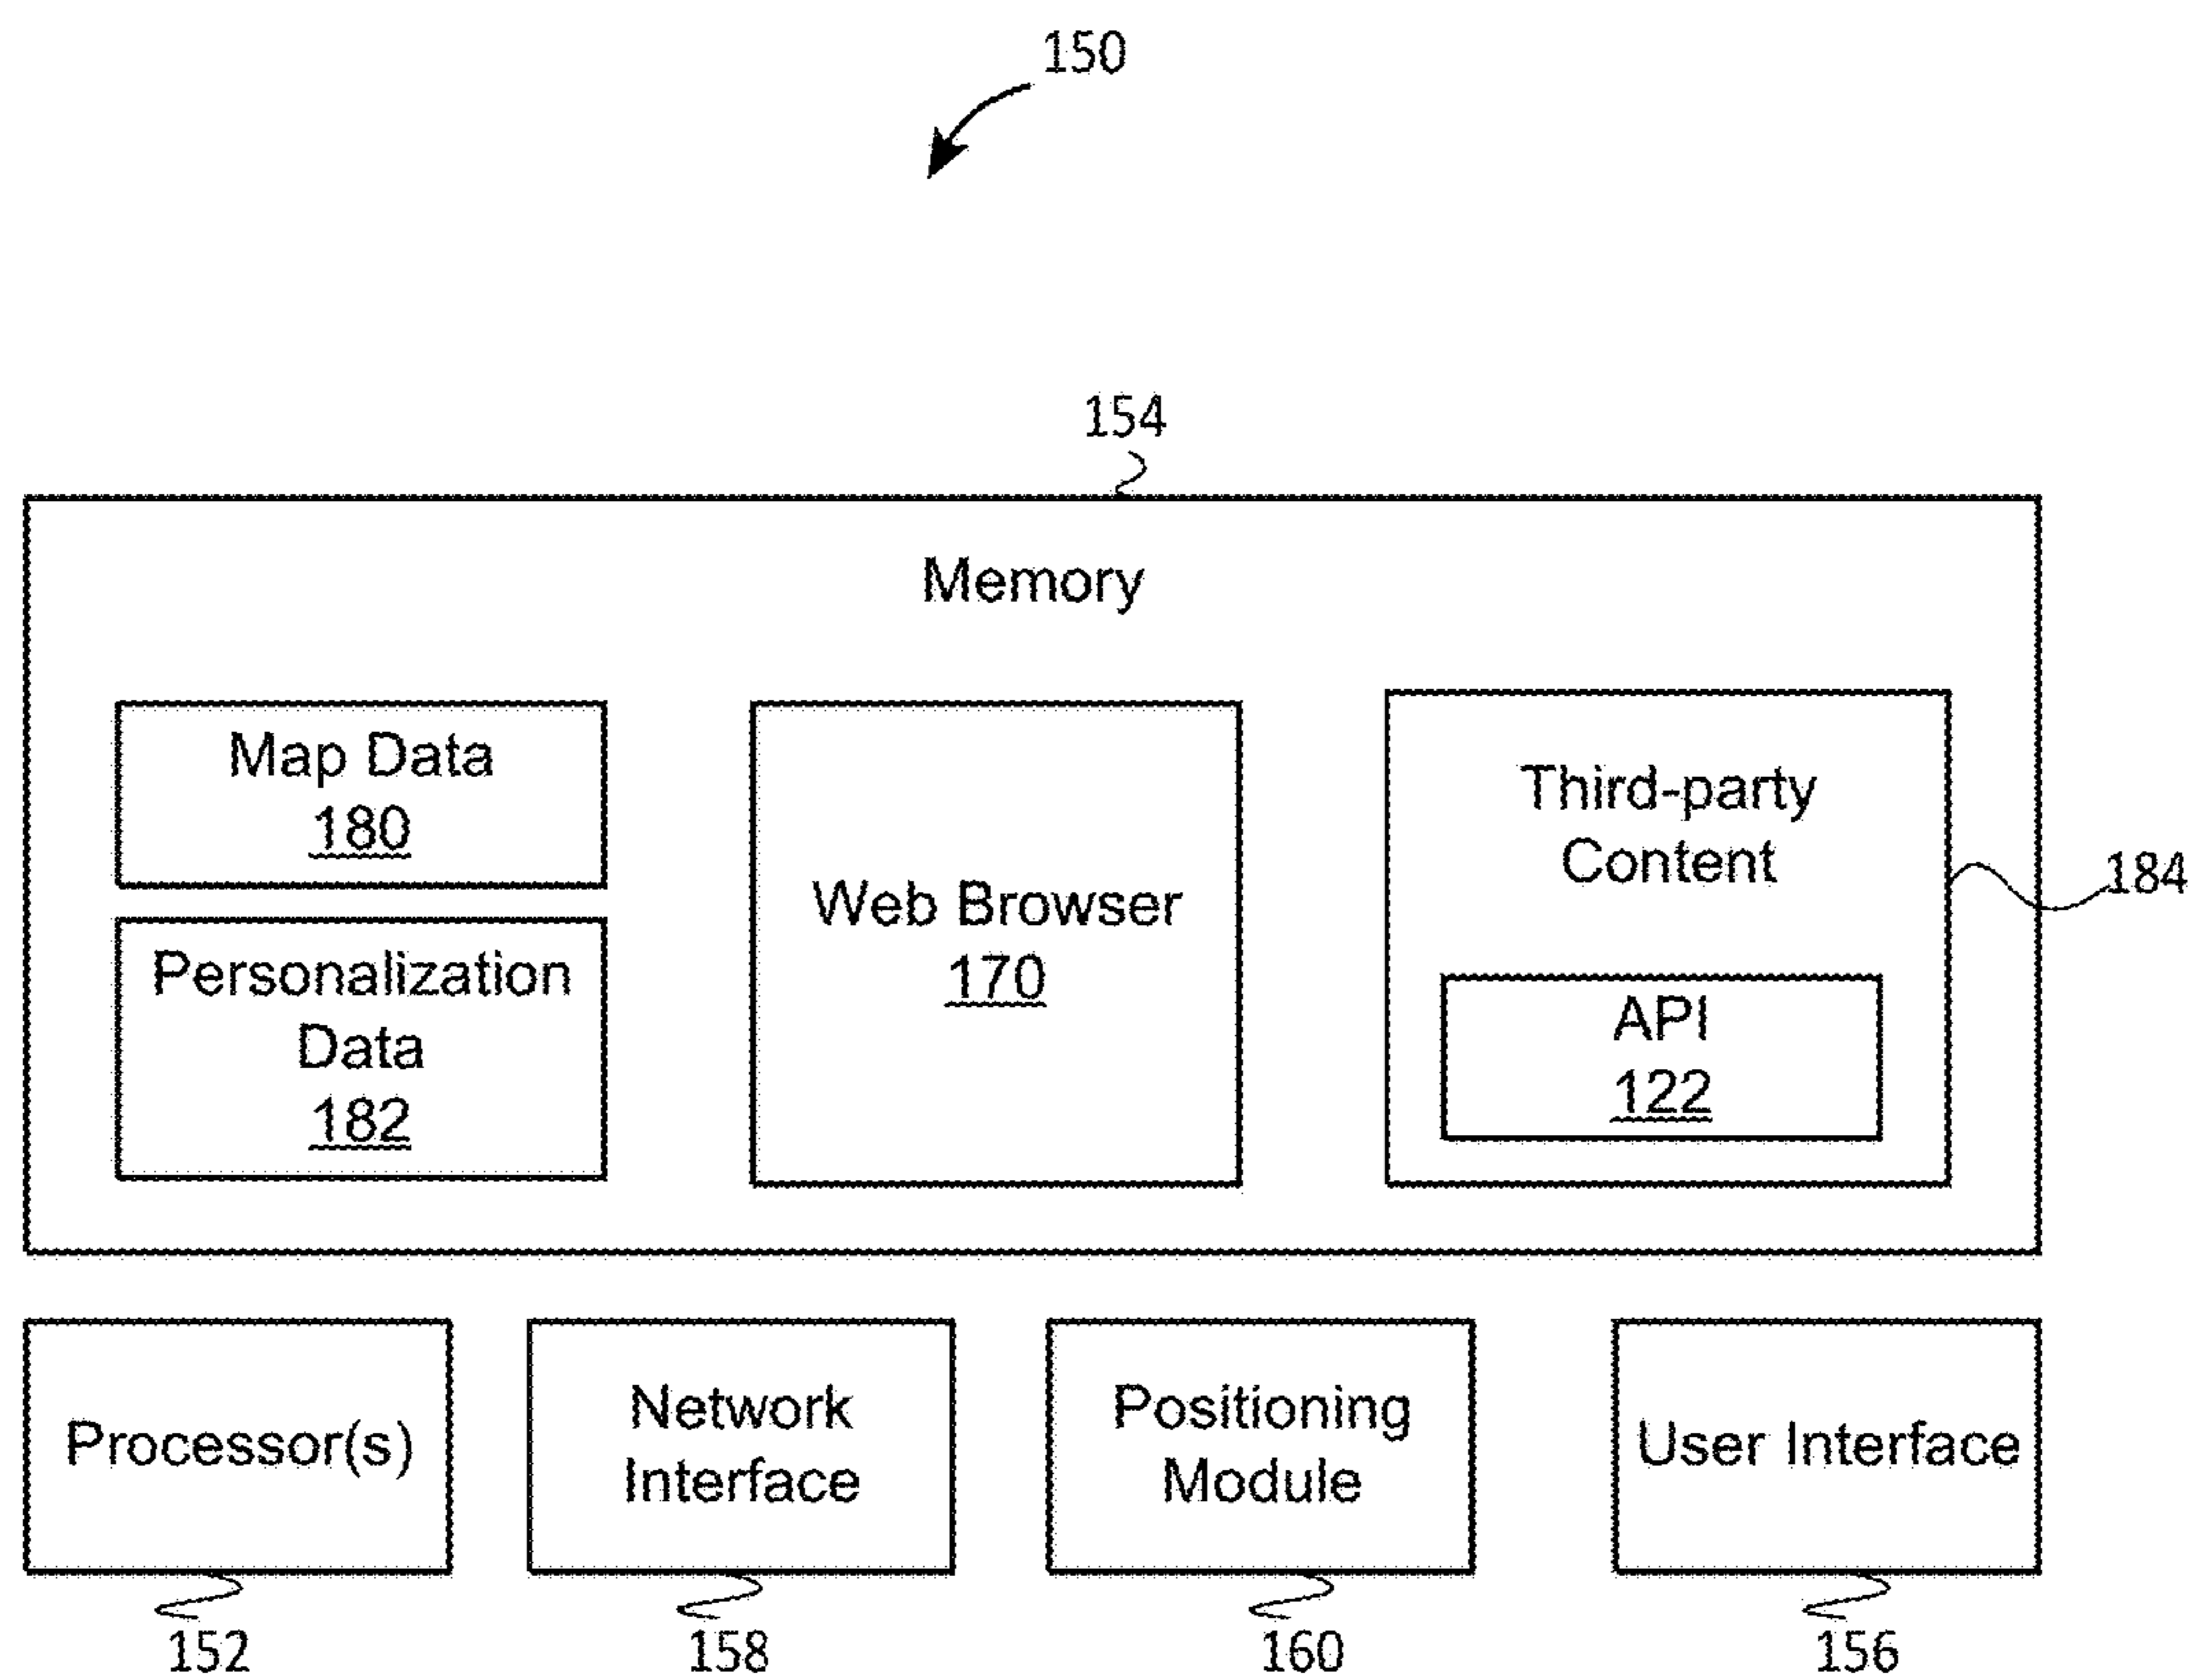 150
154
Memory
Map Data
180
Personalization
Data
182
Web Browser
170
Third-party
Content
184
API
122
Processor(s)
Network
Interface
Positioning
Module
User Interface
152
158
160
156